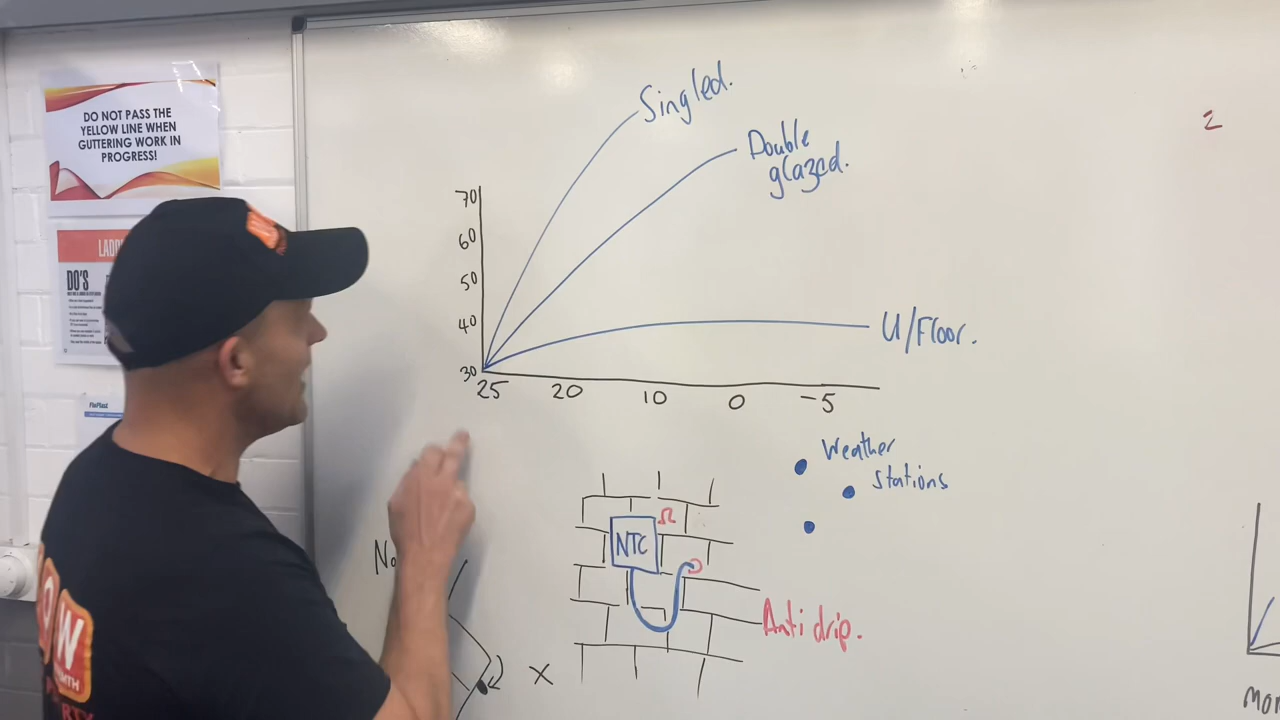 DO NOT PASS THE
YELLOW LINE WHEN
GUTTERING WORK IN
PROGRESS!
DO'S
Singled.
Double
glazed.
70
60
50
40
30
25 20 10 0 -5
U/Floor.
Weather
Stations
NTC
Ω
Anti drip.
No
x
2